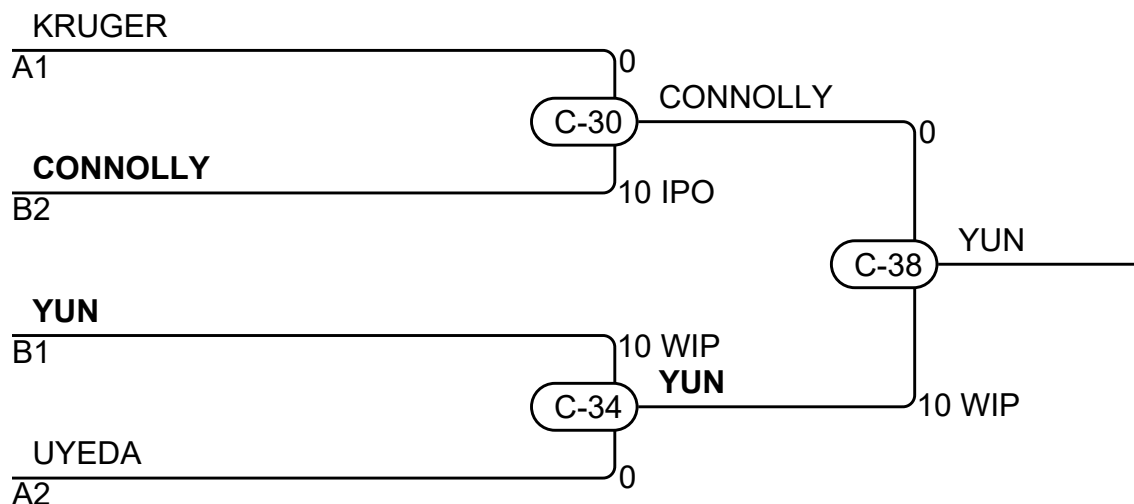 KRUGER
A1
0
C-30
CONNOLLY
0
CONNOLLY
B2
10 IPO
C-38
YUN
YUN
B1
10 WIP
C-34
YUN
10 WIP
UYEDA
A2
0